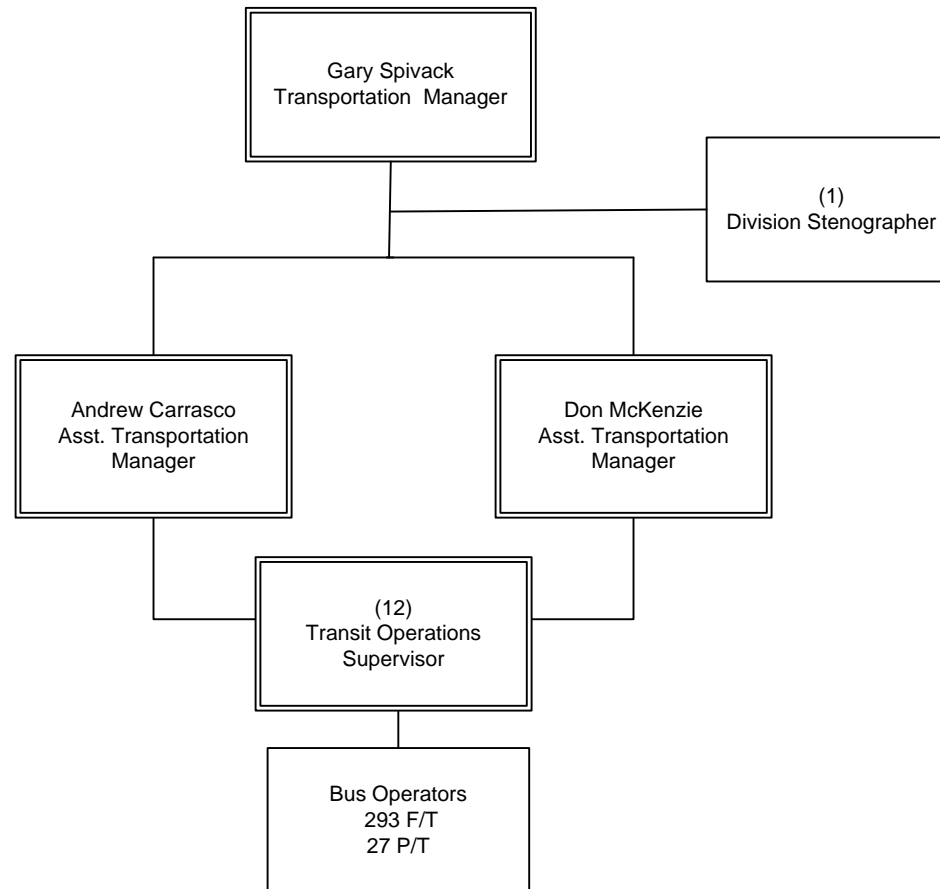 Gary Spivack
Transportation Manager
(1)
Division Stenographer
Andrew Carrasco
Asst. Transportation
Manager
Don McKenzie
Asst. Transportation
Manager
(12)
Transit Operations
Supervisor
Bus Operators
293 F/T
27 P/T